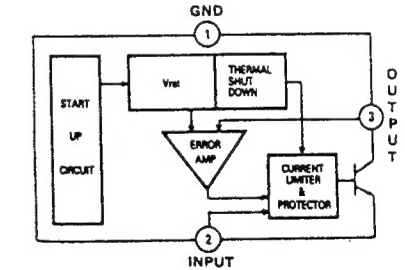 GND
1
Vref
THERMAL
SHUT
DOWN
START
UP
CIRCUIT
OUTPUT
3
ERROR
AMP
CURRENT
LIMITER
&
PROTECTOR
2
INPUT